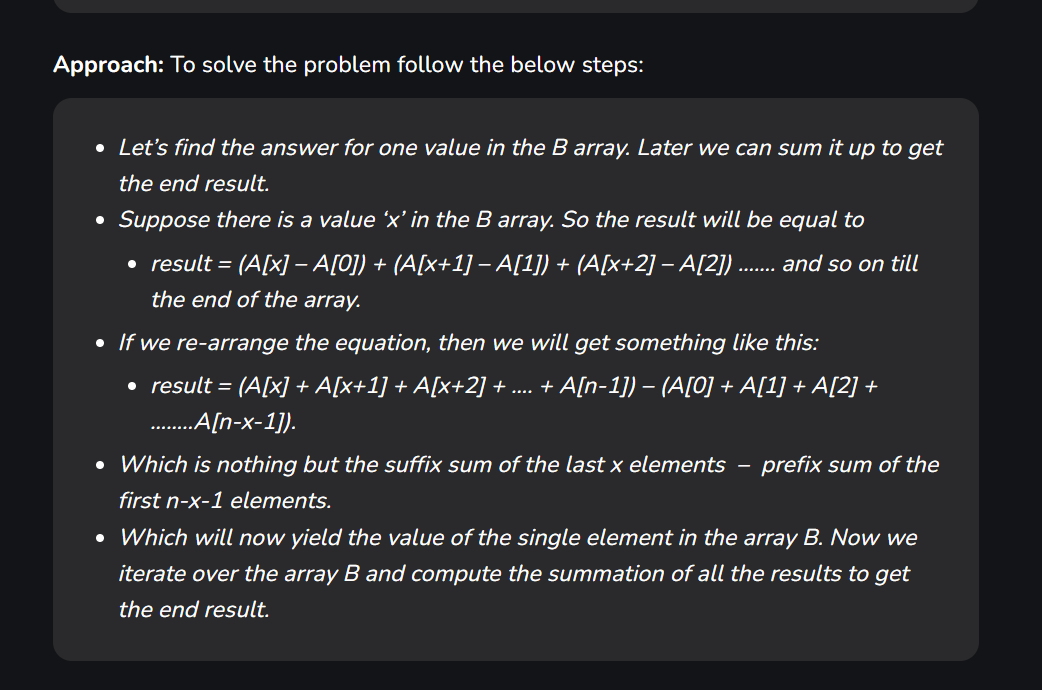 Approach: To solve the problem follow the below steps:
• Let’s find the answer for one value in the B array. Later we can sum it up to get
the end result.
• Suppose there is a value ‘x’ in the B array. So the result will be equal to
• result = (A[x] – A[0]) + (A[x+1] – A[1]) + (A[x+2] – A[2]) ……. and so on till
the end of the array.
• If we re-arrange the equation, then we will get something like this:
• result = (A[x] + A[x+1] + A[x+2] + …. + A[n-1]) – (A[0] + A[1] + A[2] +
……..A[n-x-1]).
• Which is nothing but the suffix sum of the last x elements – prefix sum of the
first n-x-1 elements.
• Which will now yield the value of the single element in the array B. Now we
iterate over the array B and compute the summation of all the results to get
the end result.